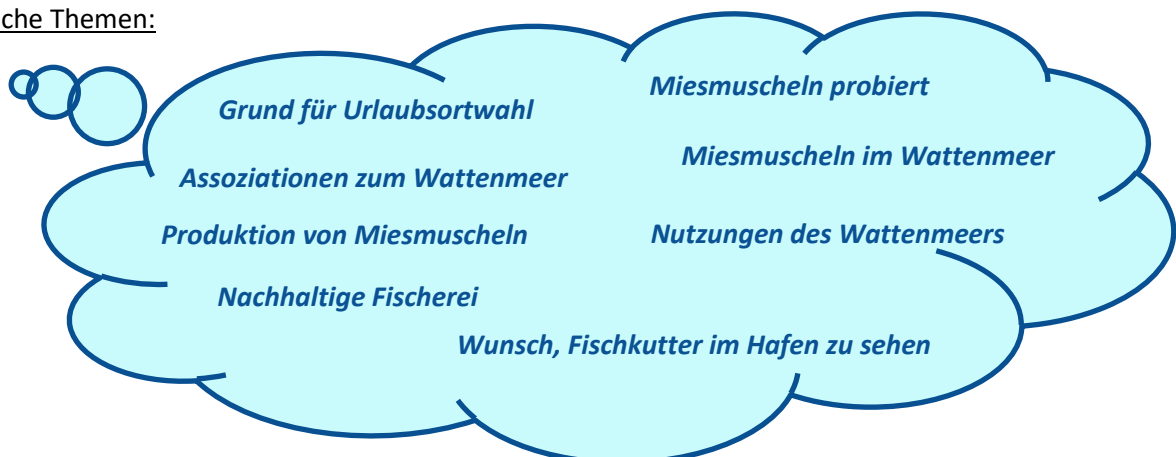 che Themen:
Miesmuscheln probiert
Grund für Urlaubsortwahl
Miesmuscheln im Wattenmeer
Assoziationen zum Wattenmeer
Produktion von Miesmuscheln
Nutzungen des Wattenmeers
Nachhaltige Fischerei
Wunsch, Fischkutter im Hafen zu sehen